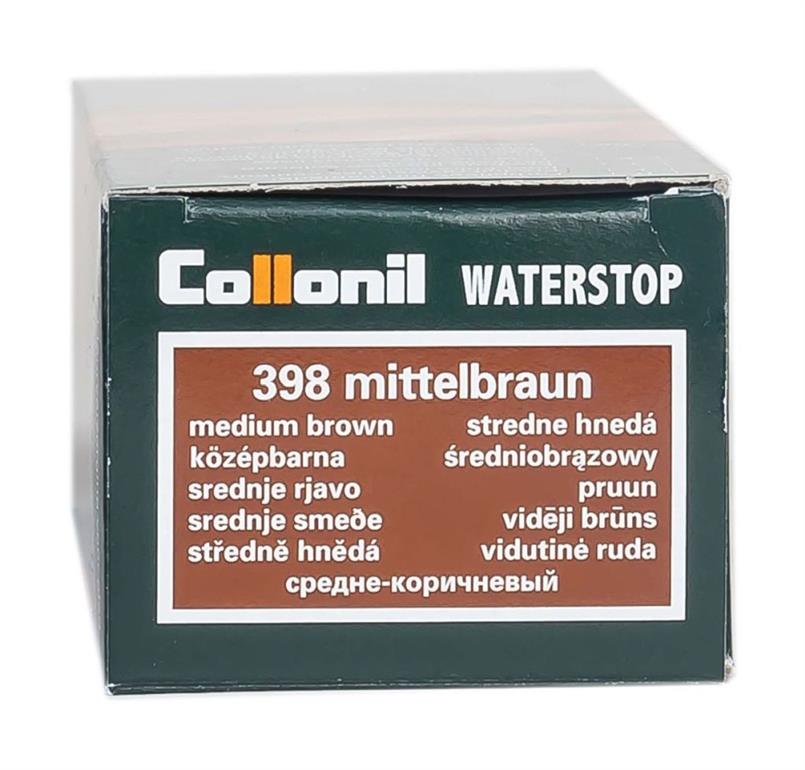 Collonil WATERSTOP
398 mittelbraun
medium brown
középbarna
srednje rjavo
srednje smeđe
středně hnědá
stredne hnedá
średniobrązowy
pruun
vidēji brūns
vidutinė ruda
средне-коричневый